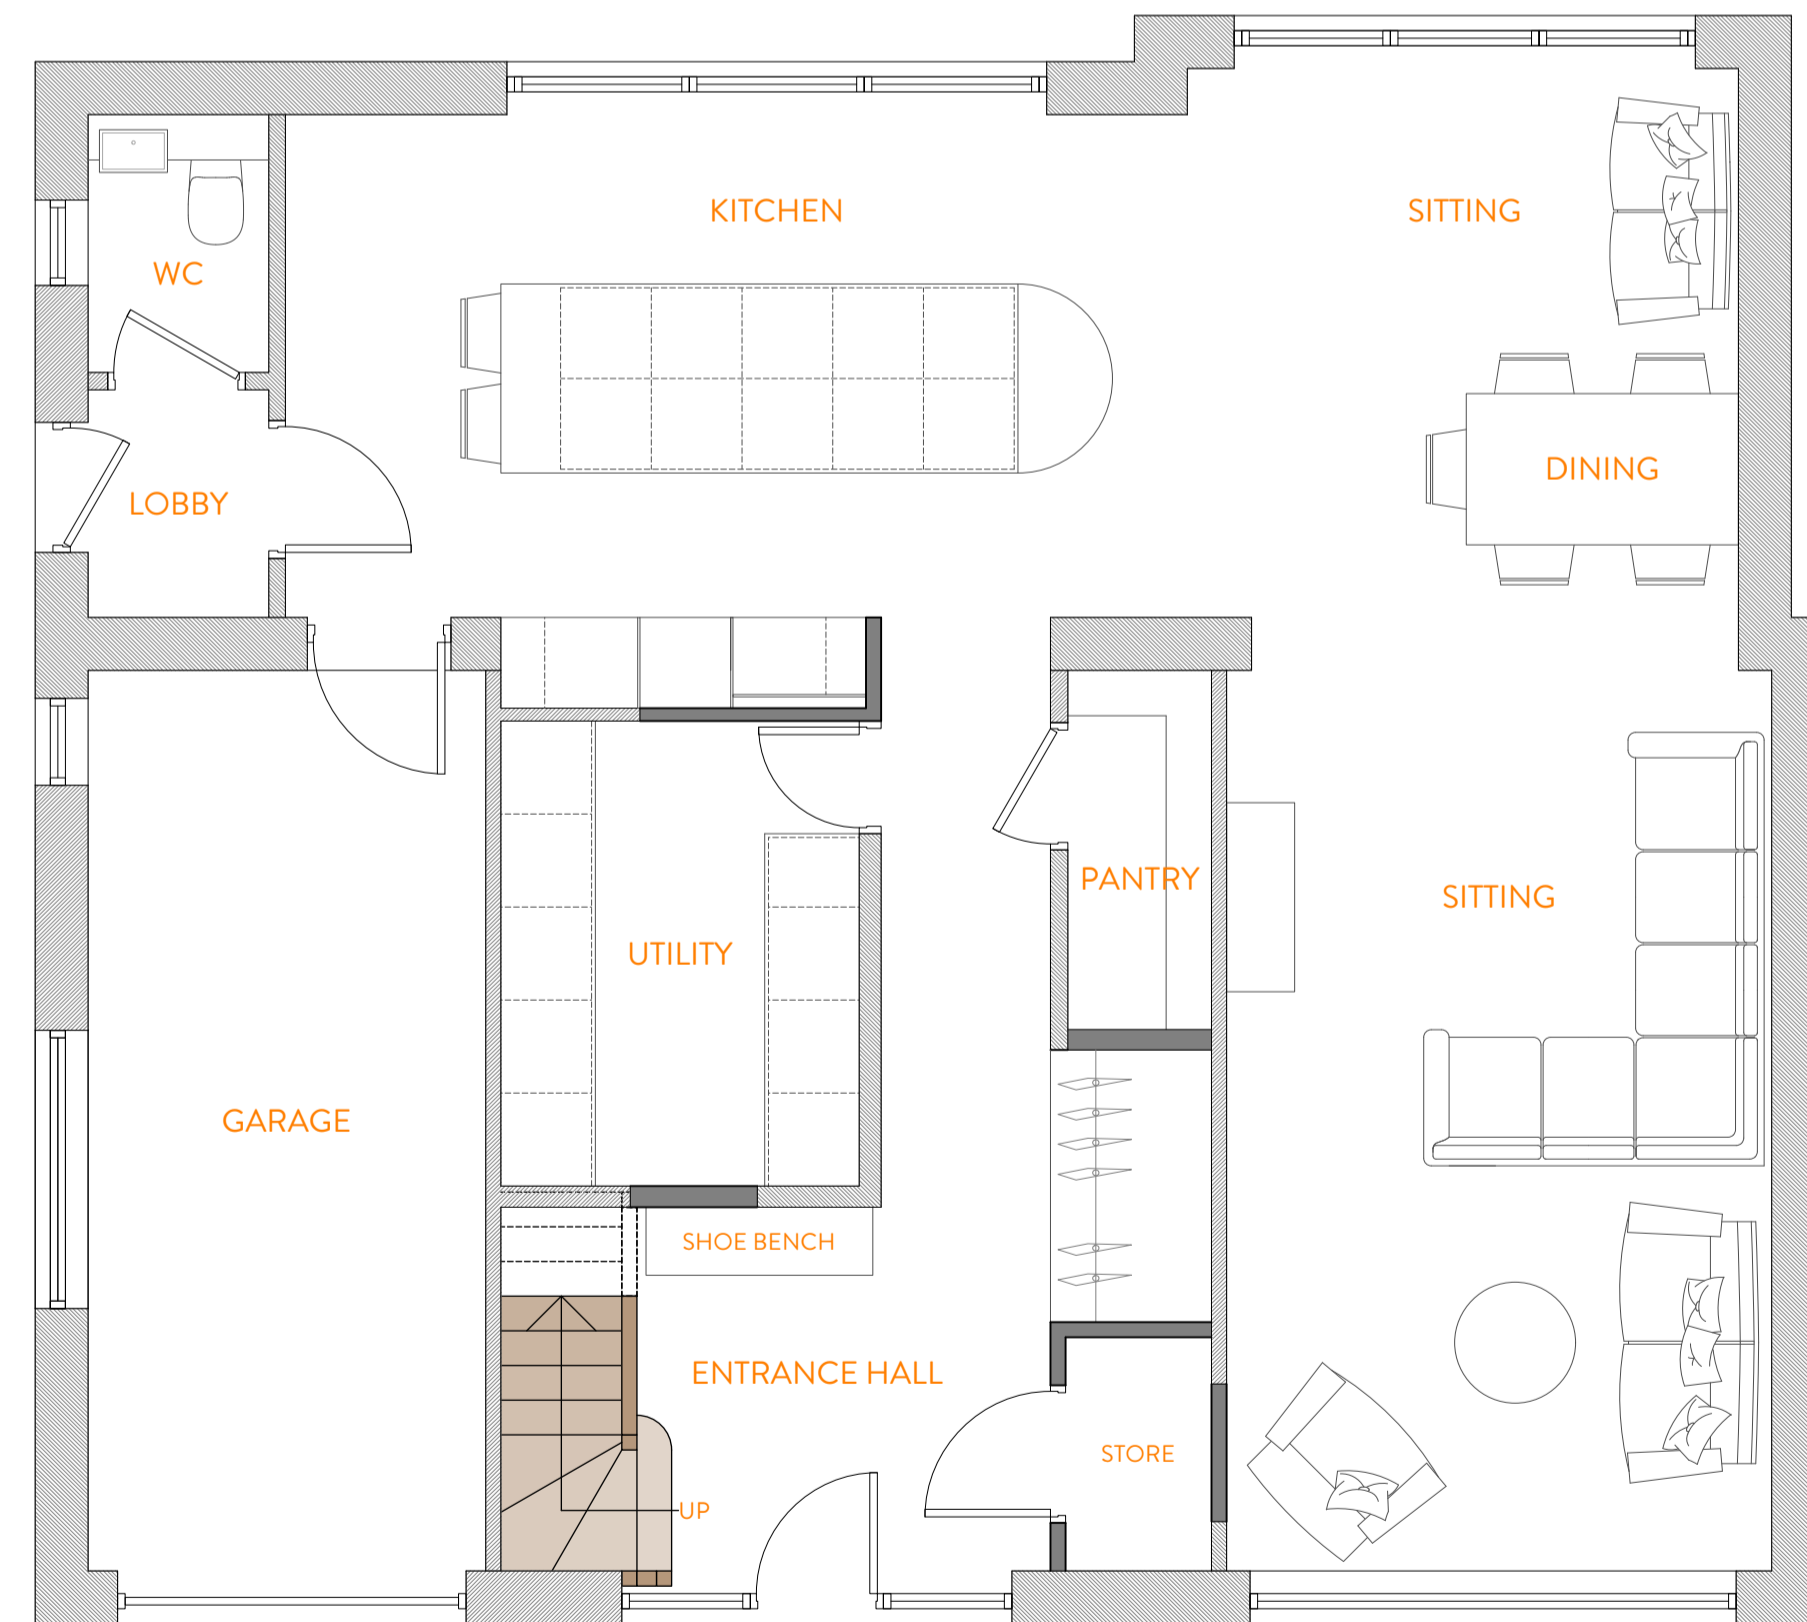 KITCHEN
SITTING
WC
DINING
LOBBY
PANTRY
SITTING
UTILITY
GARAGE
SHOE BENCH
ENTRANCE HALL
STORE
UP